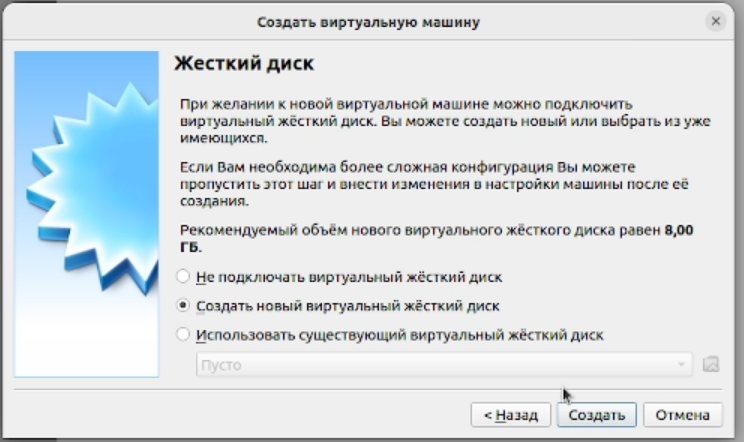 Создать виртуальную машину
Жесткий диск
При желании к новой виртуальной машине можно подключить
виртуальный жёсткий диск. Вы можете создать новый или выбрать из уже
имеющихся.
Если Вам необходима более сложная конфигурация Вы можете
пропустить этот шаг и внести изменения в настройки машины после её
создания.
Рекомендуемый объём нового виртуального жёсткого диска равен 8,00
ГБ.
Не подключать виртуальный жёсткий диск
Создать новый виртуальный жёсткий диск
Использовать существующий виртуальный жёсткий диск
Пусто
< Назад Создать Отмена